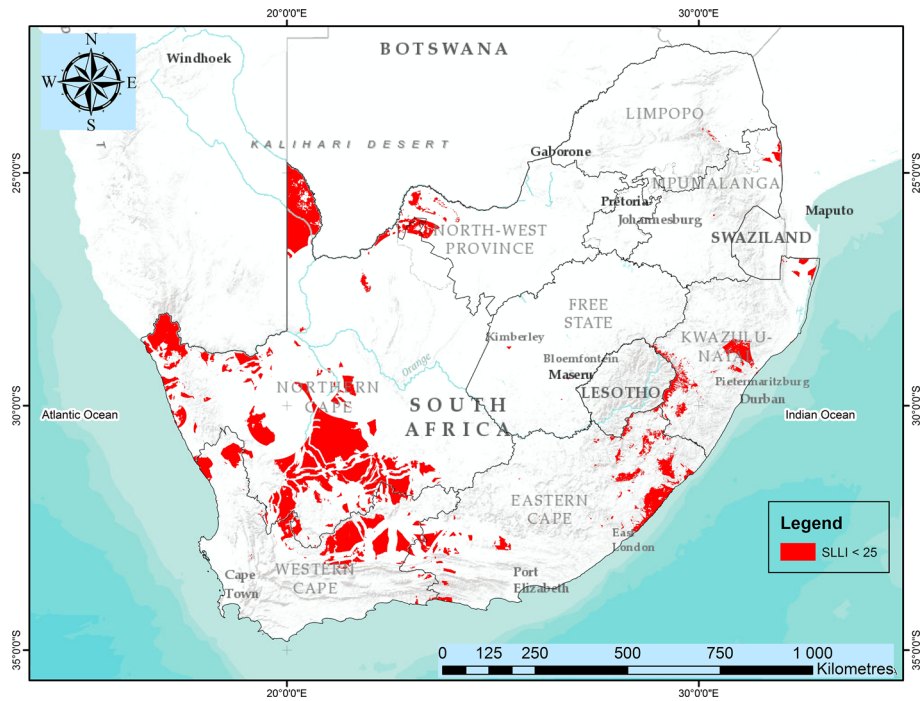 20°0'0"E
30°0'0"E
N
W
E
S
Windhoek
BOTSWANA
KALIHARI DESERT
T
LIMPOPO
Gaborone
25°0'0"S
25°0'0"S
MPUMALANGA
Pretoria
Johannesburg
Maputo
NORTH-WEST
PROVINCE
SWAZILAND
FREE
STATE
Kimberley
KWAZULU-
NATAL
Bloemfontein
Maseru
Orange
NORTHERN
CAPE
LESOTHO
Pietermaritzburg
Durban
SOUTH
AFRICA
30°0'0"S
30°0'0"S
Atlantic Ocean
Indian Ocean
EASTERN
CAPE
East
London
Legend
SLLI < 25
WESTERN
CAPE
Cape
Town
Port
Elizabeth
35°0'0"S
35°0'0"S
0 125 250 500 750 1 000
Kilometres
20°0'0"E
30°0'0"E